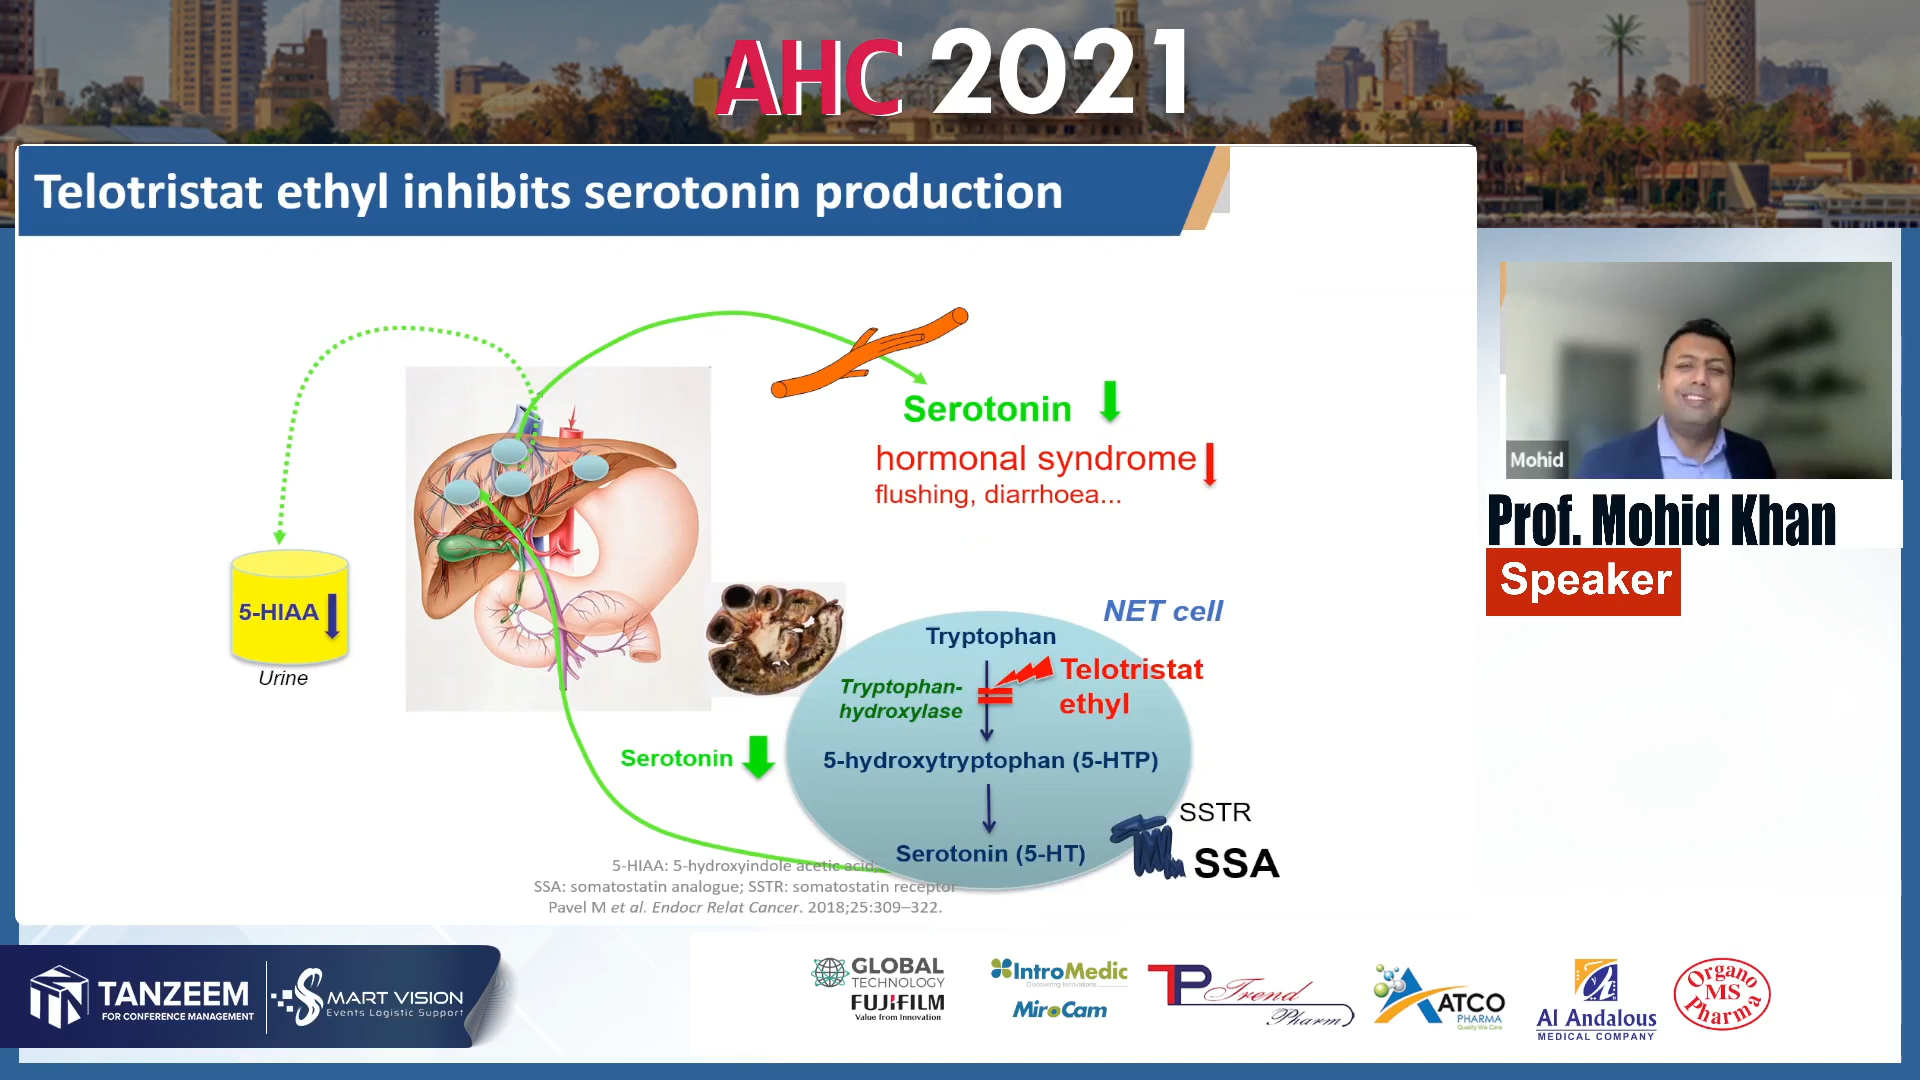 AHC 2021
Telotristat ethyl inhibits serotonin production
Serotonin
hormonal syndrome
flushing, diarrhoea...
5-HIAA
Urine
NET cell
Tryptophan
Telotristat
ethyl
Tryptophan-
hydroxylase
Serotonin
5-hydroxytryptophan (5-HTP)
SSTR
Serotonin (5-HT)
SSA
5-HIAA: 5-hydroxyindole acetic acid;
SSA: somatostatin analogue; SSTR: somatostatin receptor
Pavel M et al. Endocr Relat Cancer. 2018;25:309–322.
Mohid
Prof. Mohid Khan
Speaker
TANZEEM
FOR CONFERENCE MANAGEMENT
SMART VISION
Events Logistic Support
GLOBAL
TECHNOLOGY
FUJIFILM
Value from Innovation
IntroMedic
Discovering Innovations
MiroCam
TP Trend
Pharm
ATCO
PHARMA
Quality We Care
Al Andalous
MEDICAL COMPANY
Organo
MS
Pharma